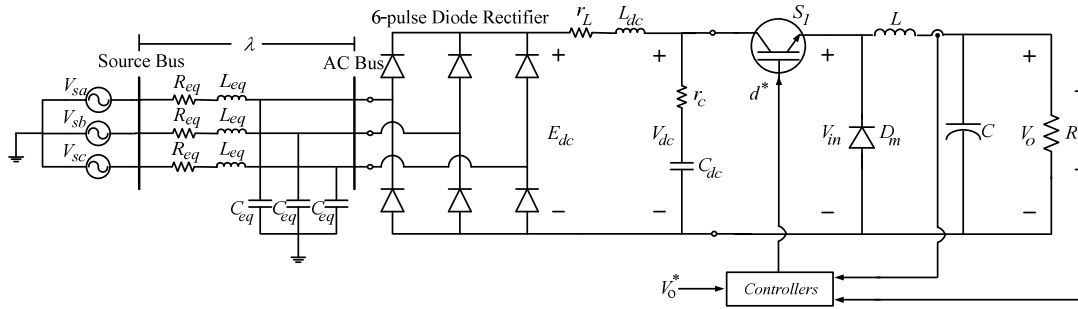 6-pulse Diode Rectifier
r_L
L_dc
S_1
L
λ
Source Bus
AC Bus
V_sa
R_eq
L_eq
V_sb
R_eq
L_eq
V_sc
R_eq
L_eq
C_eq
C_eq
C_eq
+
E_dc
−
+
V_dc
−
r_c
C_dc
d*
+
V_in
−
D_m
C
+
V_o
−
R
V_o*
Controllers